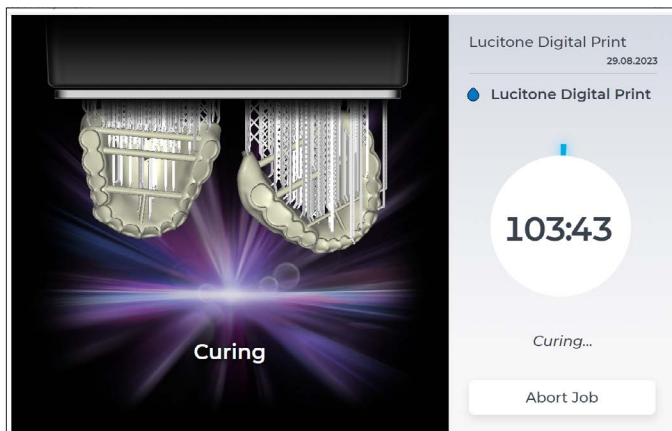 Curing
Lucitone Digital Print
29.08.2023
Lucitone Digital Print
103:43
Curing...
Abort Job